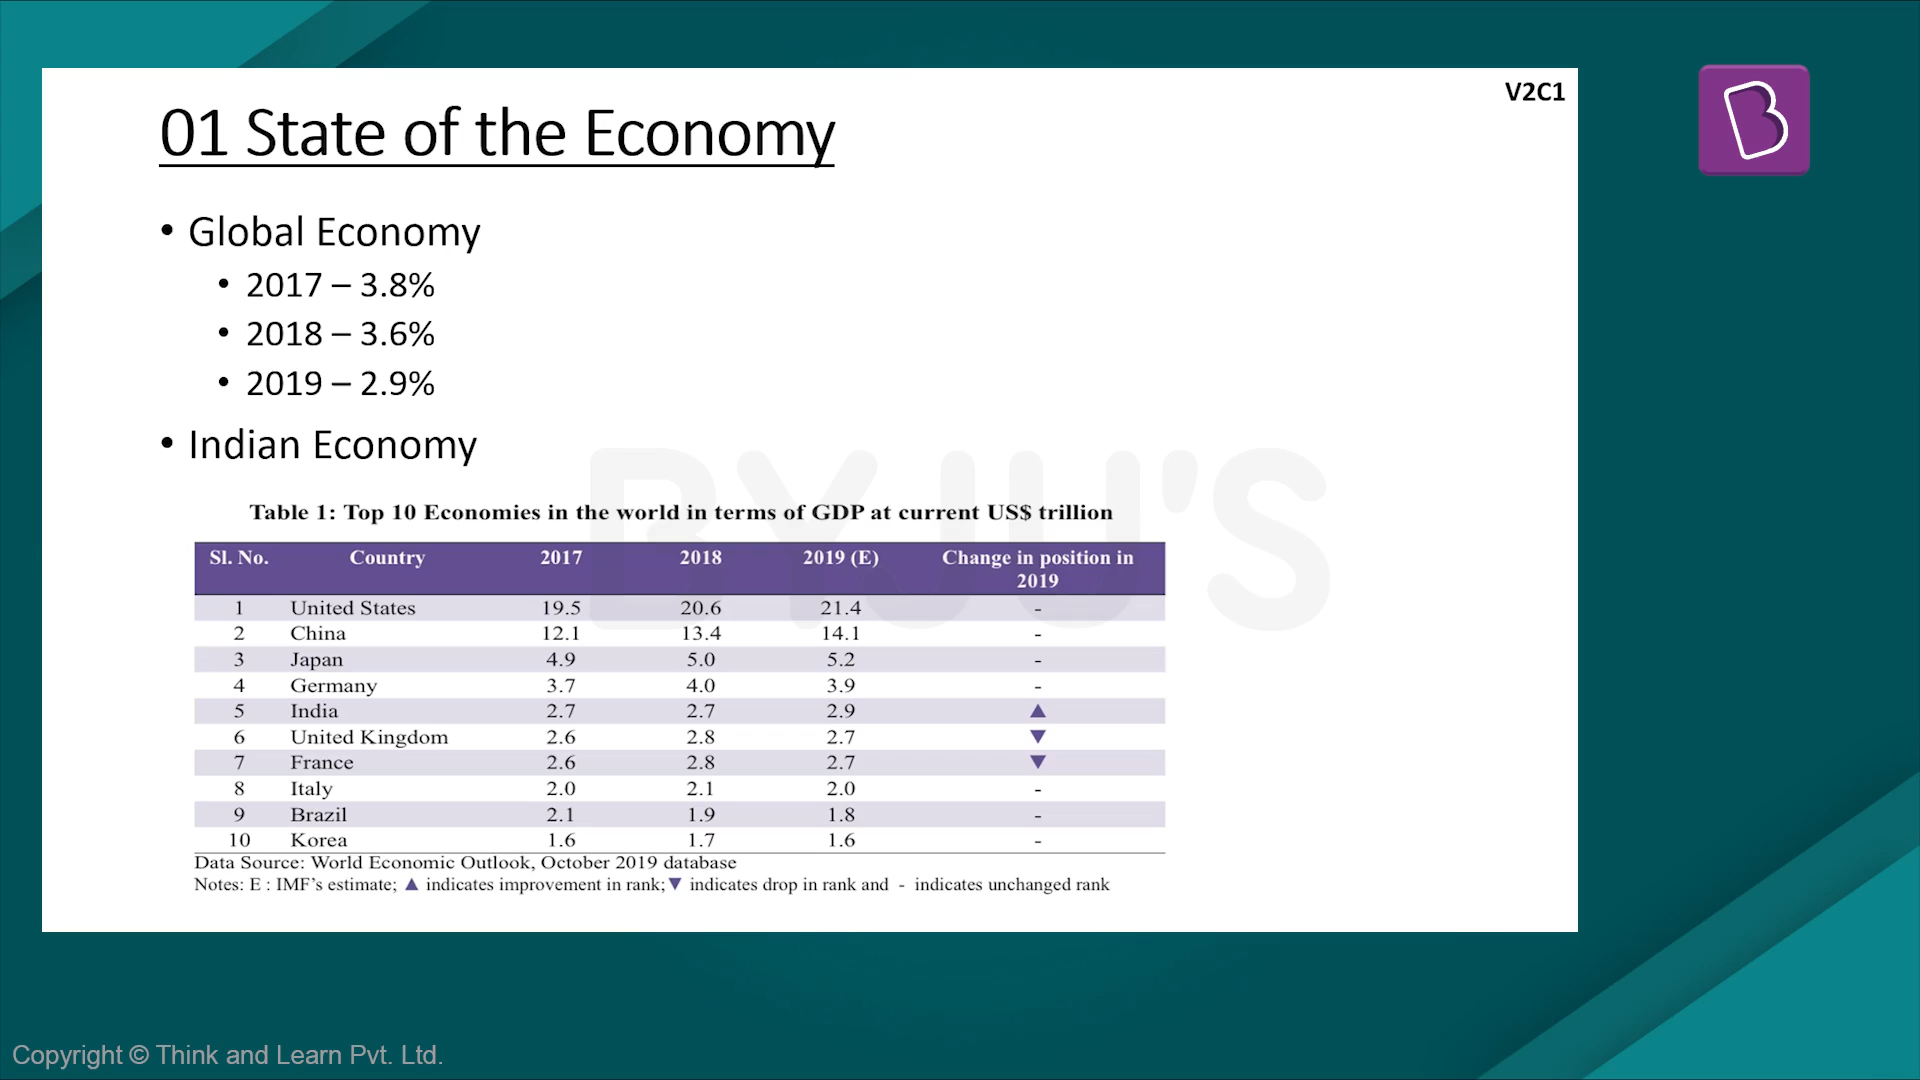 V2C1
01 State of the Economy
• Global Economy
• 2017 – 3.8%
• 2018 – 3.6%
• 2019 – 2.9%
• Indian Economy
BYJU'S
Table 1: Top 10 Economies in the world in terms of GDP at current US$ trillion
Sl. No. Country 2017 2018 2019 (E) Change in position in 2019
1 United States 19.5 20.6 21.4 -
2 China 12.1 13.4 14.1 -
3 Japan 4.9 5.0 5.2 -
4 Germany 3.7 4.0 3.9 -
5 India 2.7 2.7 2.9 ▲
6 United Kingdom 2.6 2.8 2.7 ▼
7 France 2.6 2.8 2.7 ▼
8 Italy 2.0 2.1 2.0 -
9 Brazil 2.1 1.9 1.8 -
10 Korea 1.6 1.7 1.6 -
Data Source: World Economic Outlook, October 2019 database
Notes: E : IMF's estimate; ▲ indicates improvement in rank; ▼ indicates drop in rank and - indicates unchanged rank
Copyright © Think and Learn Pvt. Ltd.